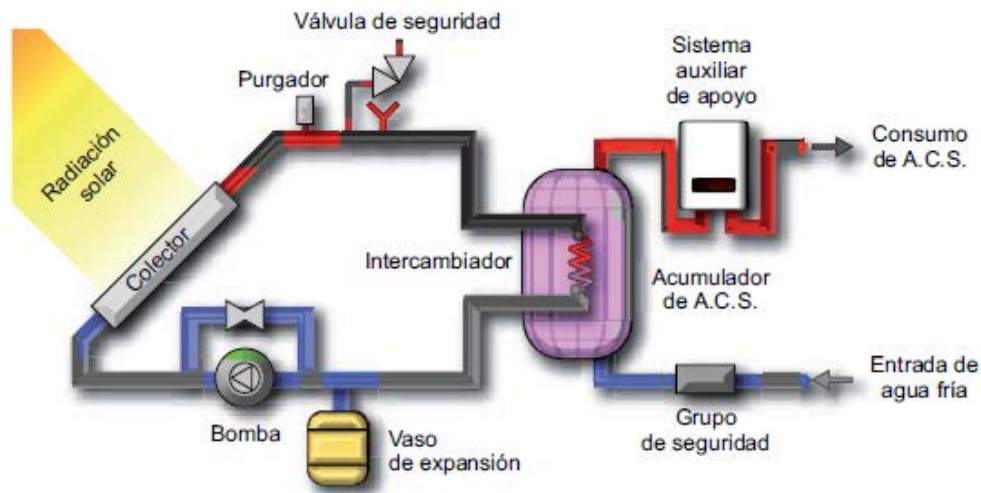 Válvula de seguridad
Purgador
Sistema
auxiliar
de apoyo
Consumo
de A.C.S.
Radiación
solar
Colector
Intercambiador
Acumulador
de A.C.S.
Entrada de
agua fría
Bomba
Vaso
de expansión
Grupo
de seguridad